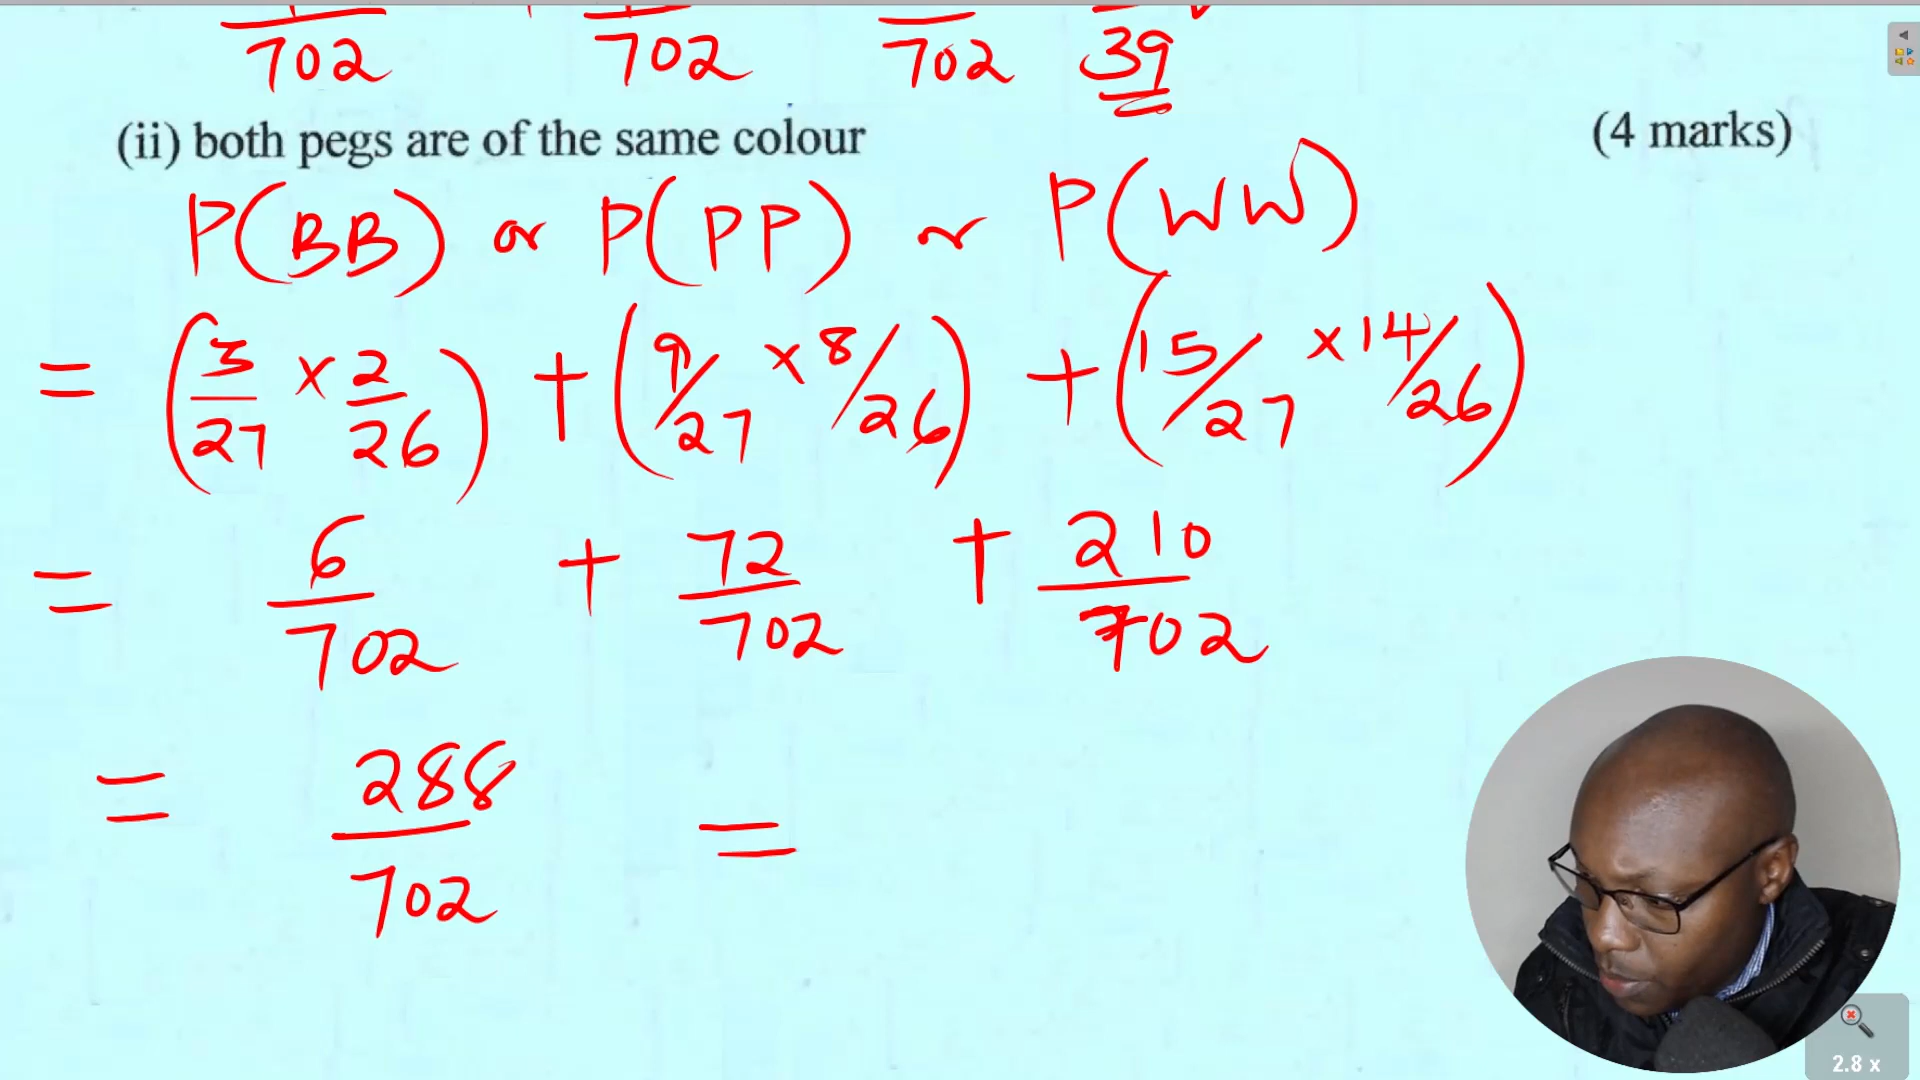 702 702 702 39
(ii) both pegs are of the same colour (4 marks)
P(BB) or P(PP) or P(WW)
= (3/27 × 2/26) + (9/27 × 8/26) + (15/27 × 14/26)
= 6/702 + 72/702 + 210/702
= 288/702 =
2.8 x